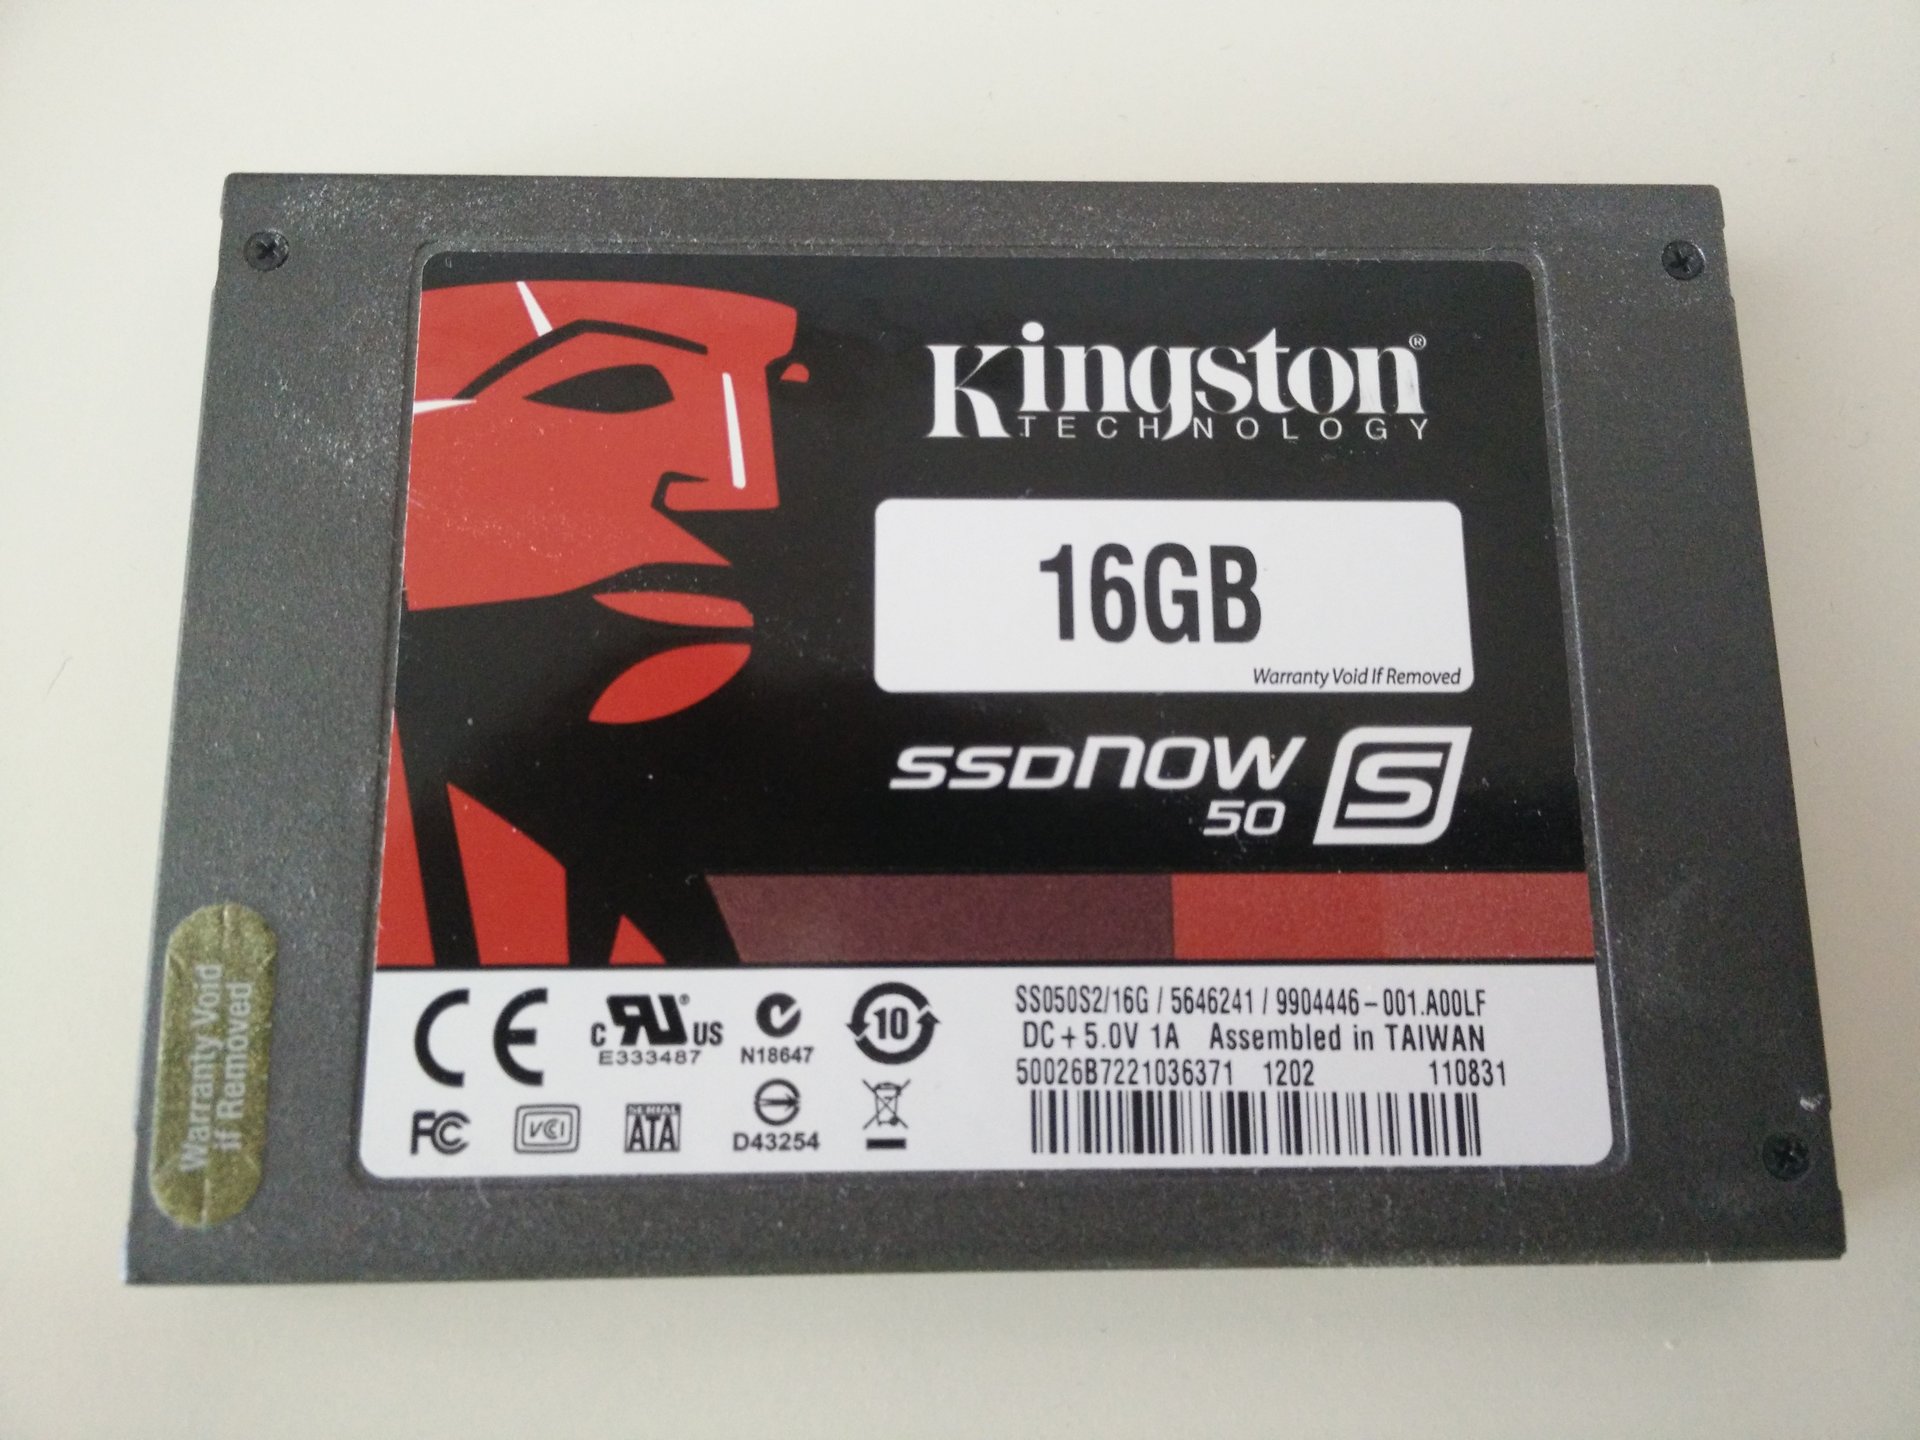 Kingston®
TECHNOLOGY
16GB
Warranty Void If Removed
SSDNOW S
50
CE
c RU® US
E333487
N18647
10
SS050S2/16G / 5646241 / 9904446-001.A00LF
DC + 5.0V 1A Assembled in TAIWAN
50026B7221036371 1202 110831
FC
VCCI
SERIAL
ATA
D43254
Warranty Void
if Removed